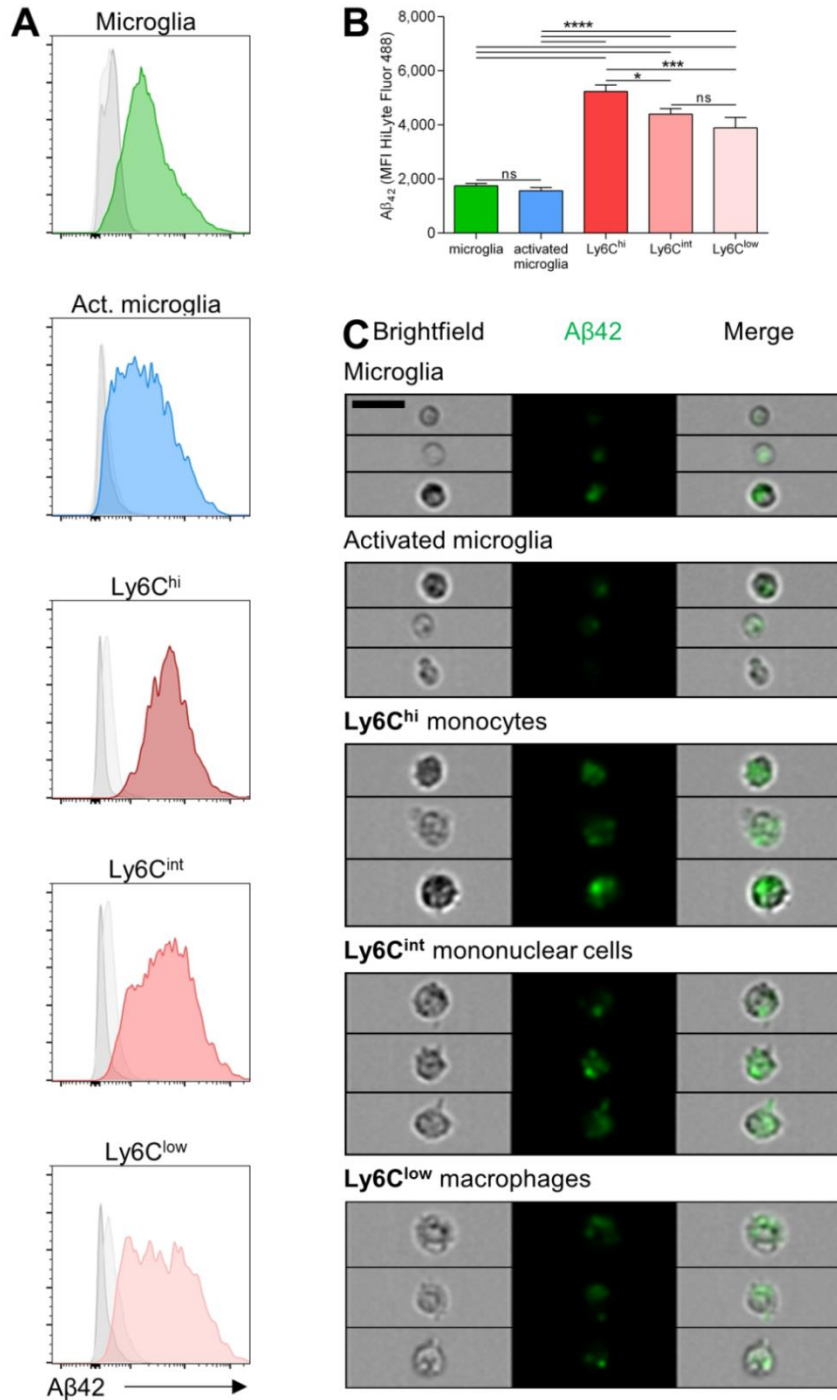 A
Microglia
Act. microglia
Ly6Chi
Ly6Cint
Ly6Clow
Aβ42
B
Aβ42 (MFI HiLyte Fluor 488)
8,000
6,000
4,000
2,000
0
****
***
*
ns
ns
microglia
activated
microglia
Ly6Chi
Ly6Cint
Ly6Clow
C Brightfield Aβ42 Merge
Microglia
Activated microglia
Ly6Chi monocytes
Ly6Cint mononuclear cells
Ly6Clow macrophages